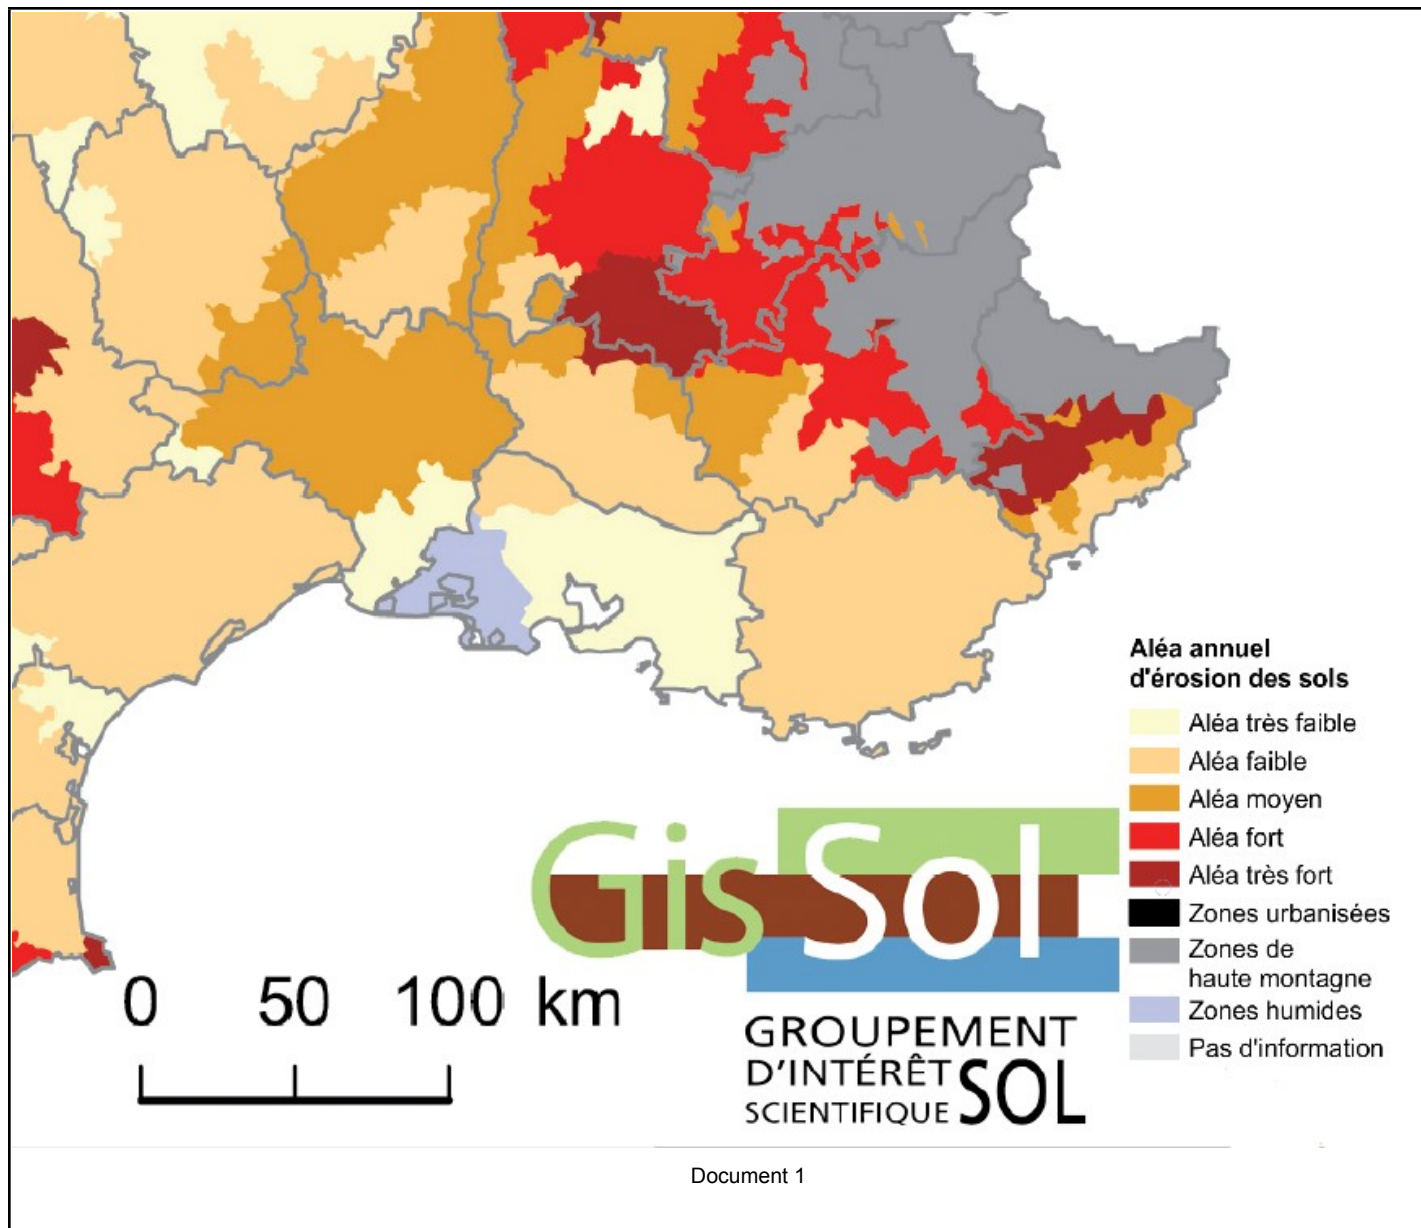 Aléa annuel
d'érosion des sols
Aléa très faible
Aléa faible
Aléa moyen
Aléa fort
Aléa très fort
Zones urbanisées
Zones de
haute montagne
Zones humides
Pas d'information
Gis Sol
0 50 100 km
GROUPEMENT
D'INTÉRÊT
SCIENTIFIQUE SOL
Document 1